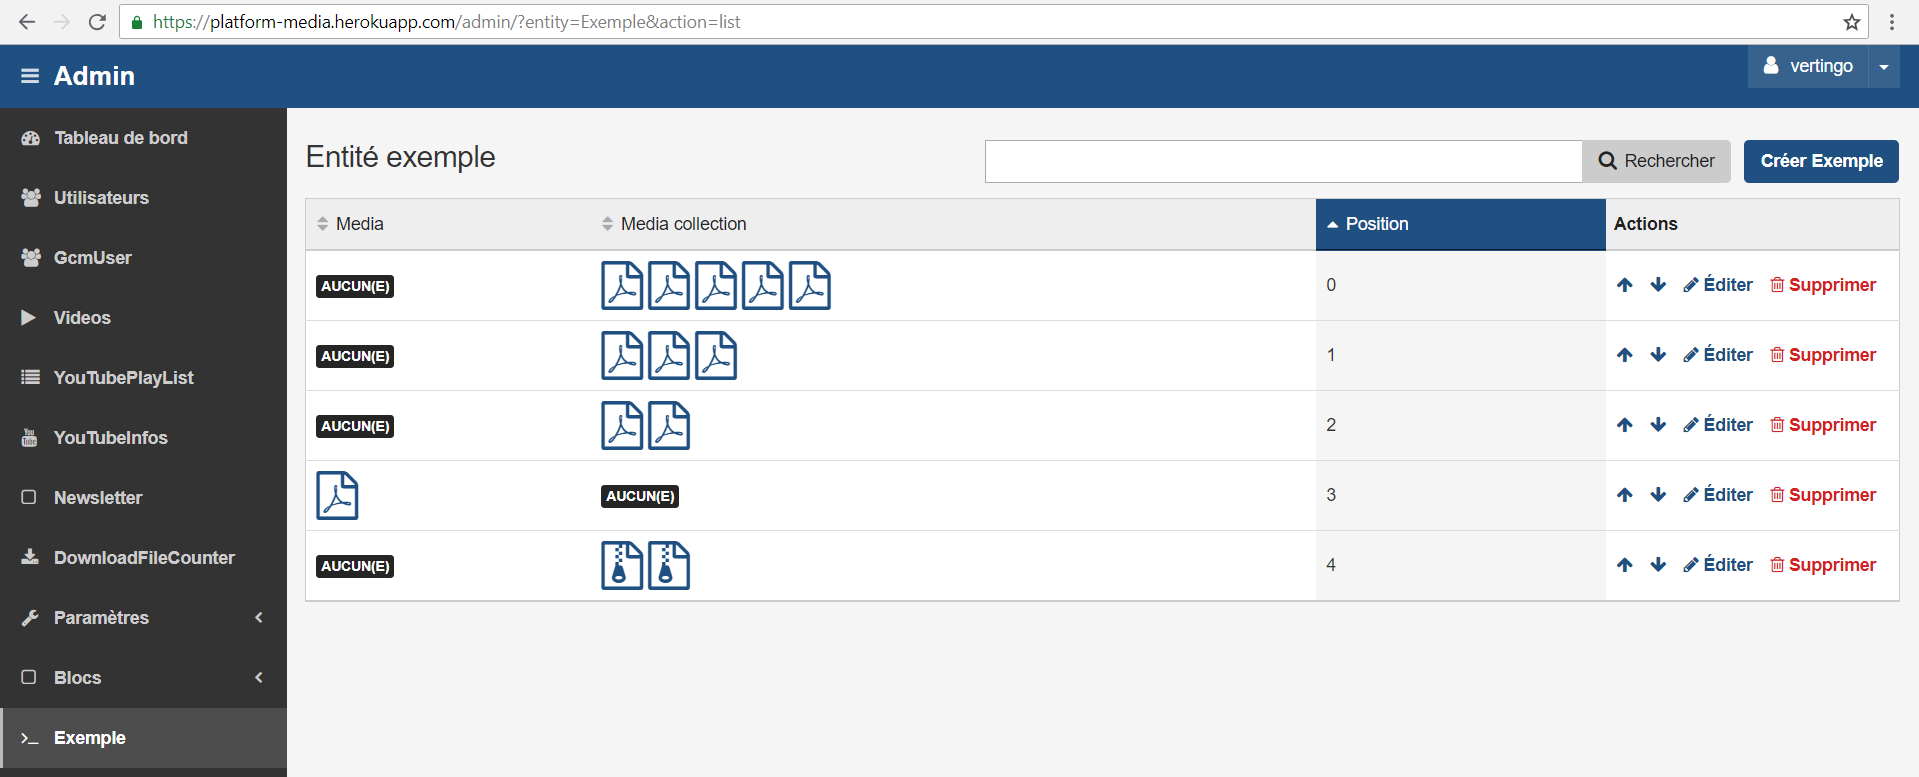 https://platform-media.herokuapp.com/admin/?entity=Exemple&action=list
Admin
vertingo
Tableau de bord
Utilisateurs
GcmUser
Videos
YouTubePlayList
You
Tube
YouTubeInfos
Newsletter
DownloadFileCounter
Paramètres
Blocs
Exemple
Entité exemple
Rechercher
Créer Exemple
Media Media collection Position Actions
AUCUN(E) 0 Éditer Supprimer
AUCUN(E) 1 Éditer Supprimer
AUCUN(E) 2 Éditer Supprimer
AUCUN(E) 3 Éditer Supprimer
AUCUN(E) 4 Éditer Supprimer